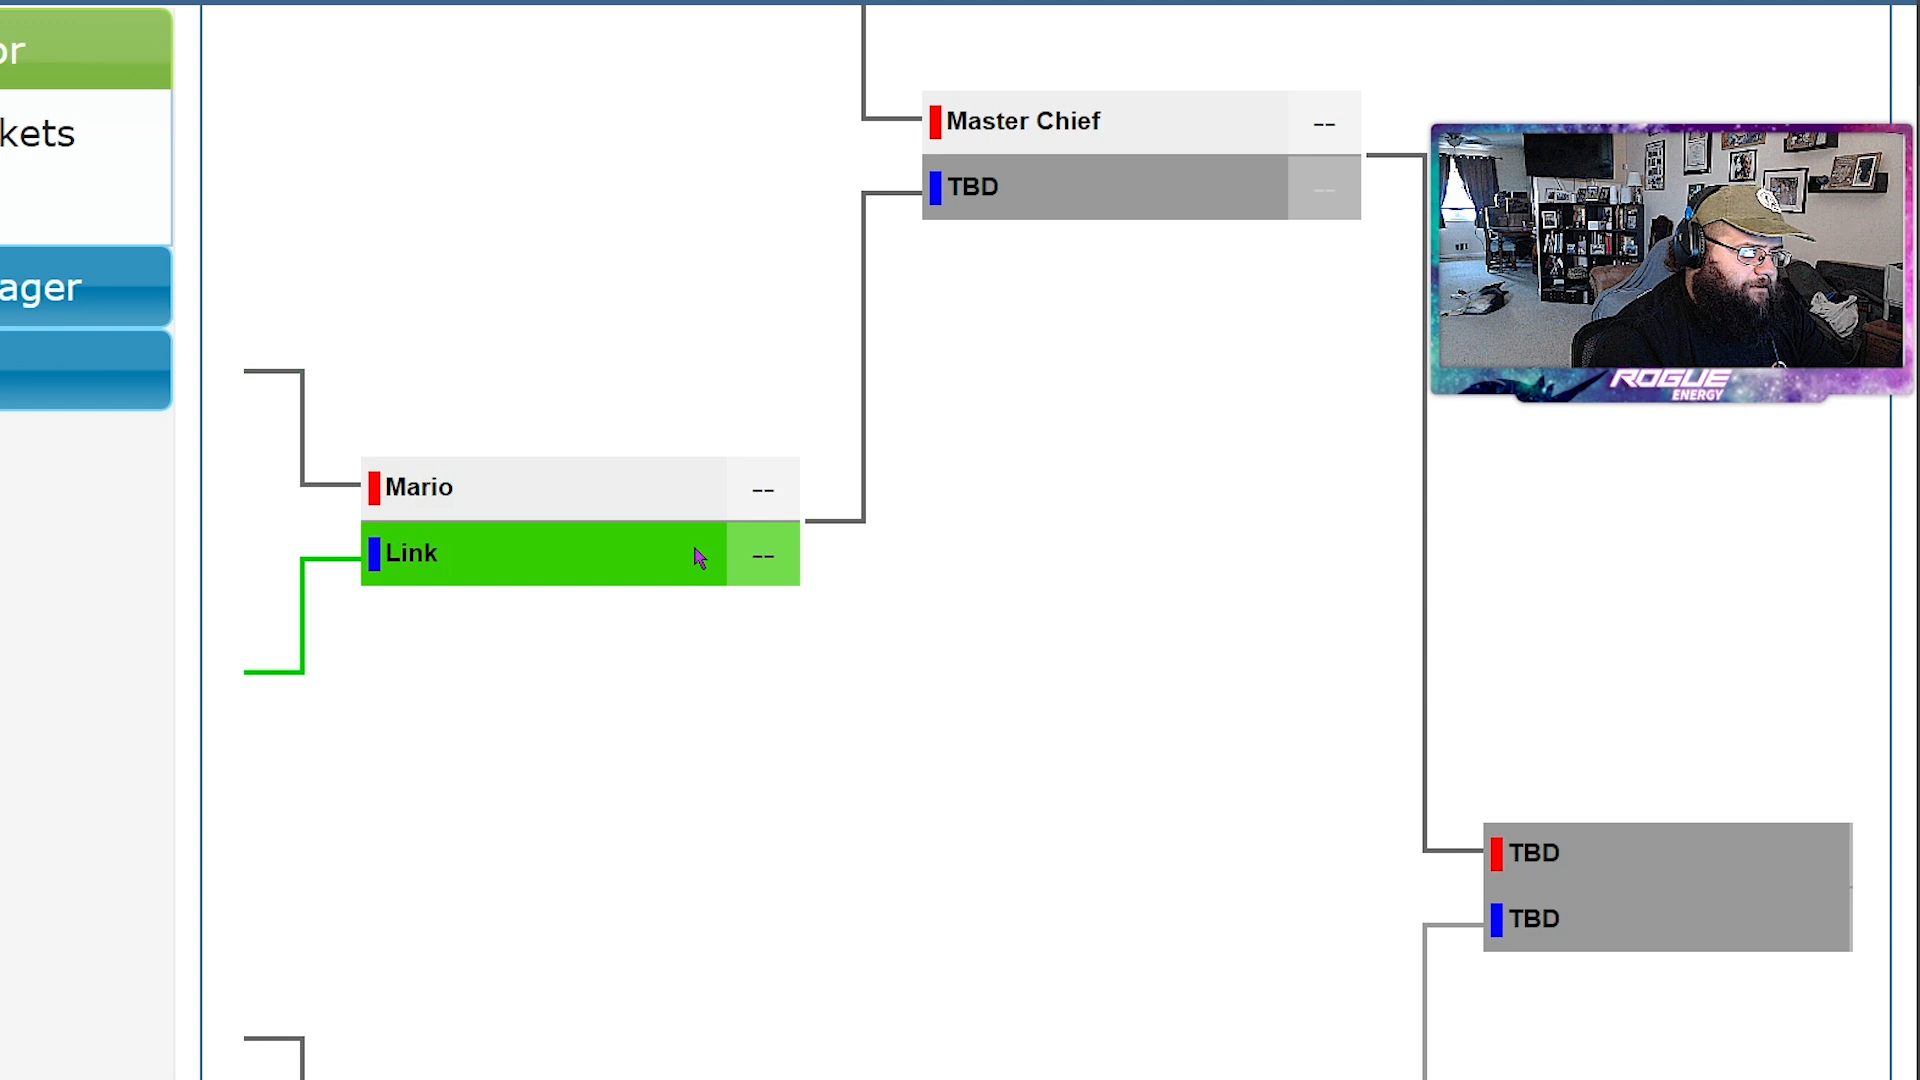 or
kets
ager
Master Chief --
TBD --
Mario --
Link --
TBD
TBD
ROGUE
ENERGY